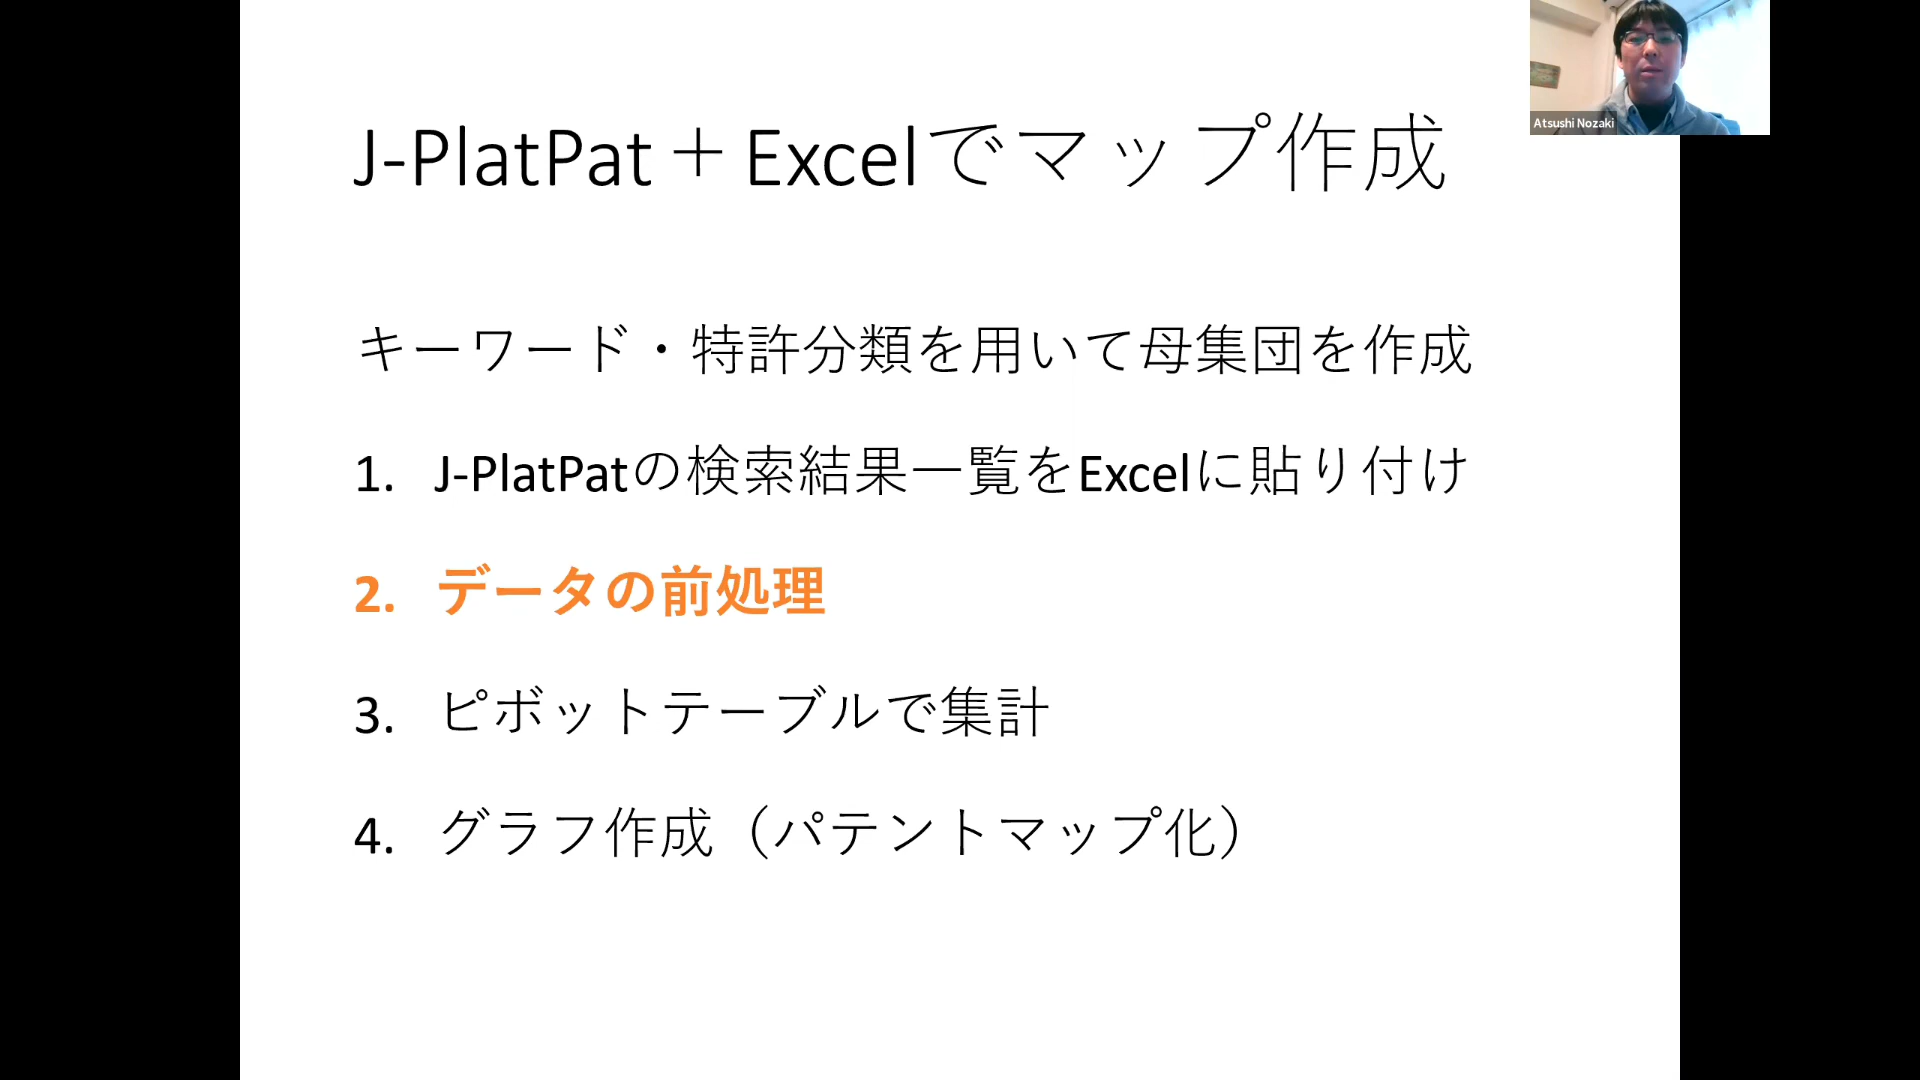 J-PlatPat＋Excelでマップ作成
Atsushi Nozaki
キーワード・特許分類を用いて母集団を作成
1. J-PlatPatの検索結果一覧をExcelに貼り付け
2. データの前処理
3. ピボットテーブルで集計
4. グラフ作成（パテントマップ化）